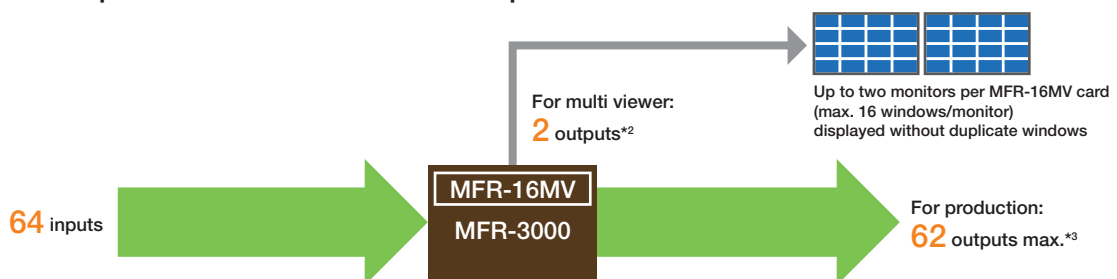 For multi viewer:
2 outputs*2
Up to two monitors per MFR-16MV card
(max. 16 windows/monitor)
displayed without duplicate windows
64 inputs
MFR-16MV
MFR-3000
For production:
62 outputs max.*3